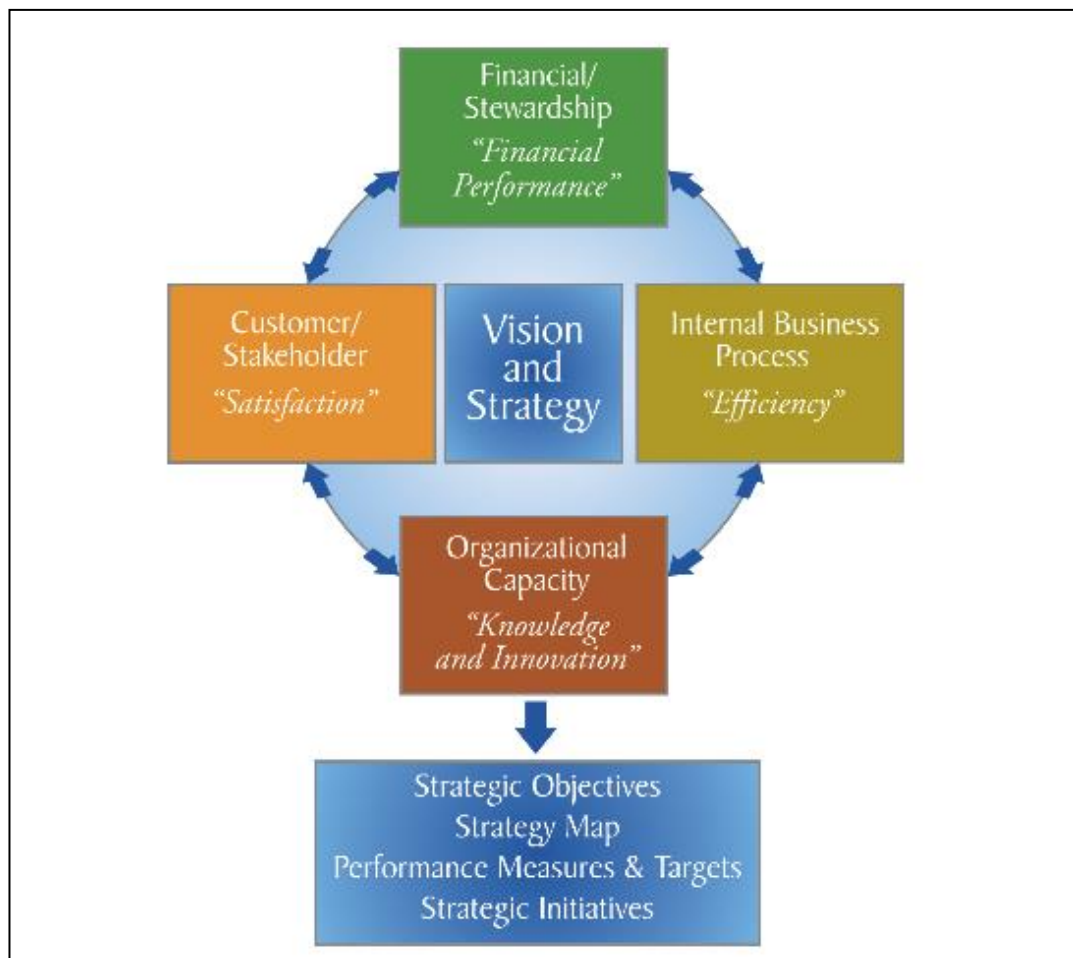 Financial/
Stewardship
“Financial
Performance”
Customer/
Stakeholder
“Satisfaction”
Vision
and
Strategy
Internal Business
Process
“Efficiency”
Organizational
Capacity
“Knowledge
and Innovation”
Strategic Objectives
Strategy Map
Performance Measures & Targets
Strategic Initiatives